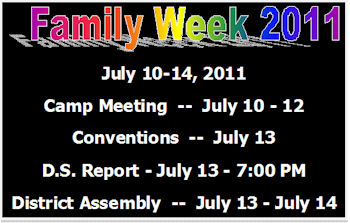 Family Week 2011
July 10-14, 2011
Camp Meeting -- July 10 - 12
Conventions -- July 13
D.S. Report - July 13 - 7:00 PM
District Assembly -- July 13 - July 14